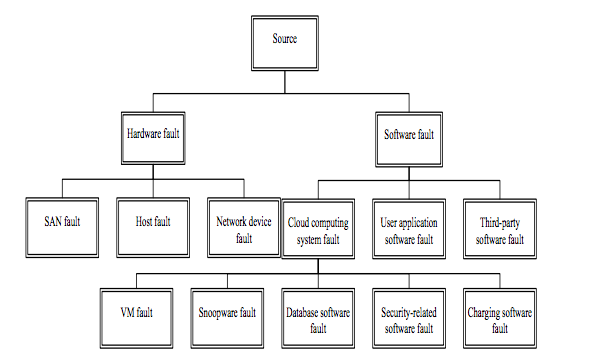 Source
Hardware fault
Software fault
SAN fault
Host fault
Network device
fault
Cloud computing
system fault
User application
software fault
Third-party
software fault
VM fault
Snoopware fault
Database software
fault
Security-related
software fault
Charging software
fault